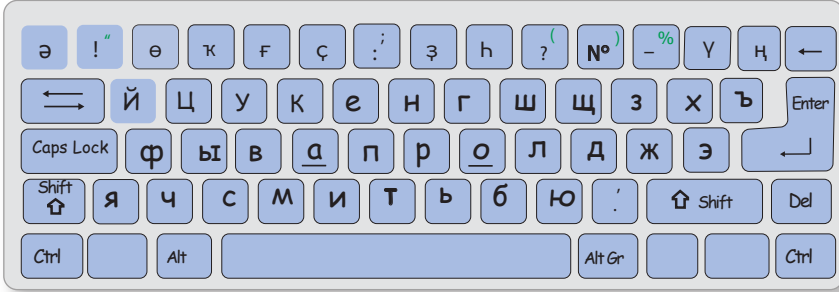 ә ! “ ө ҡ ғ ҫ ; : ҙ һ ( ? № ) _ % Ү ң ←
Й Ц У К е н г ш щ з х Ъ Enter
Caps Lock ф ы в а п р о л д ж э
Shift я ч с м и т ь б ю ' . Shift Del
Ctrl Alt Alt Gr Ctrl